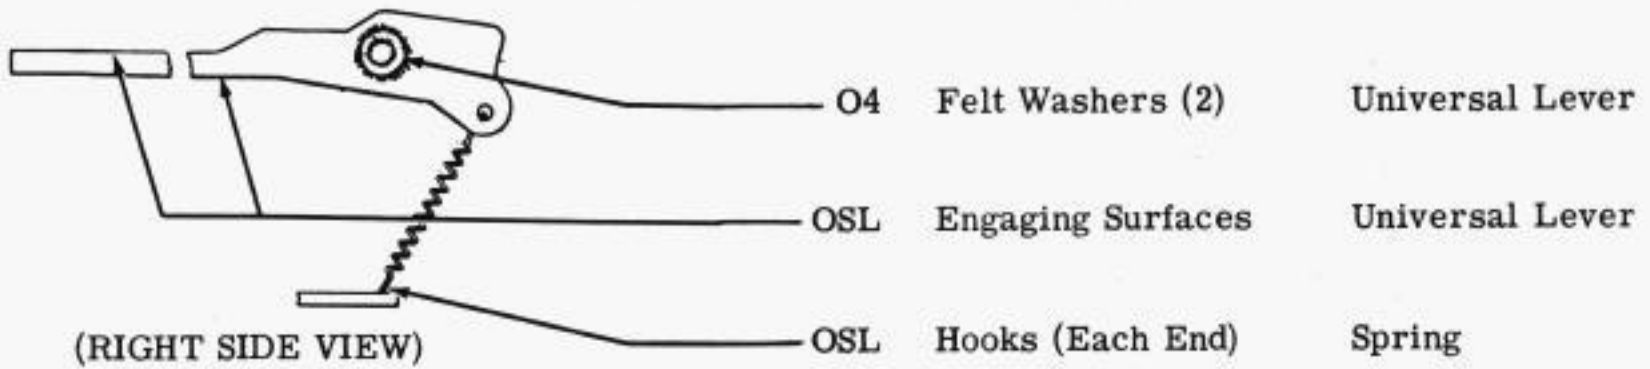 O4 Felt Washers (2) Universal Lever
OSL Engaging Surfaces Universal Lever
OSL Hooks (Each End) Spring
(RIGHT SIDE VIEW)